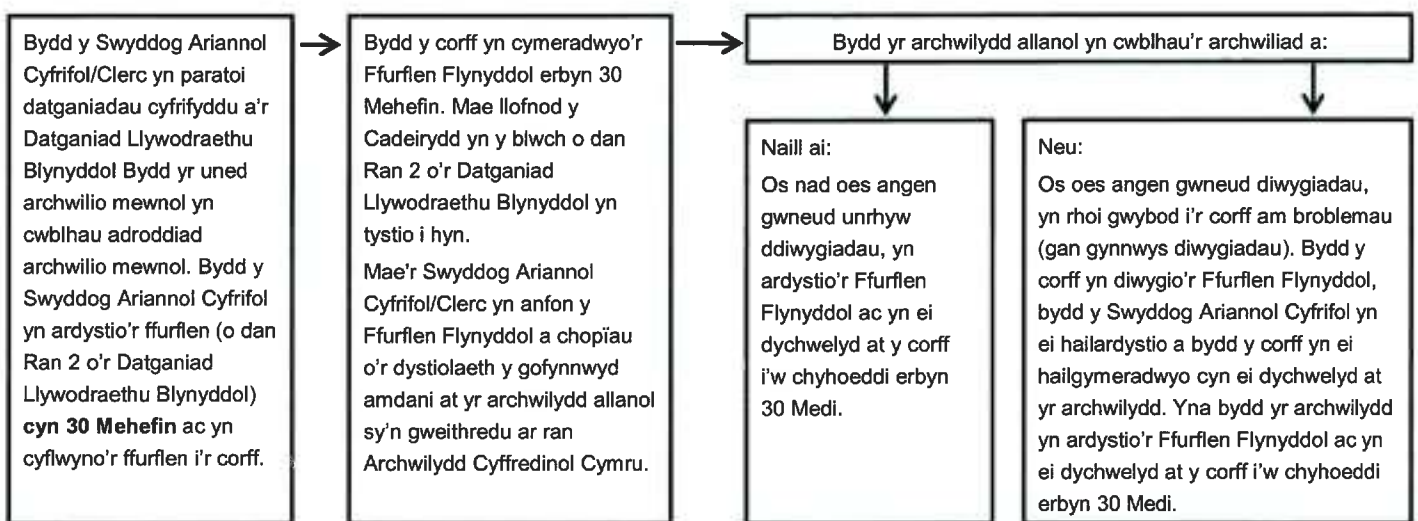 Bydd y Swyddog Ariannol
Cyfrifol/Clerc yn paratoi
datganiadau cyfrifyddu a'r
Datganiad Llywodraethu
Blynyddol Bydd yr uned
archwilio mewnol yn
cwblhau adroddiad
archwilio mewnol. Bydd y
Swyddog Ariannol Cyfrifol
yn ardystio'r ffurflen (o dan
Ran 2 o'r Datganiad
Llywodraethu Blynyddol)
cyn 30 Mehefin ac yn
cyflwyno'r ffurflen i'r corff.
Bydd y corff yn cymeradwyo'r
Ffurflen Flynyddol erbyn 30
Mehefin. Mae llofnod y
Cadeirydd yn y blwch o dan
Ran 2 o'r Datganiad
Llywodraethu Blynyddol yn
tystio i hyn.
Mae'r Swyddog Ariannol
Cyfrifol/Clerc yn anfon y
Ffurflen Flynyddol a chopïau
o'r dystiolaeth y gofynnwyd
amdani at yr archwilydd allanol
sy'n gweithredu ar ran
Archwilydd Cyffredinol Cymru.
Bydd yr archwilydd allanol yn cwblhau'r archwiliad a:
Naill ai:
Os nad oes angen
gwneud unrhyw
ddiwygiadau, yn
ardystio'r Ffurflen
Flynyddol ac yn ei
dychwelyd at y corff
i'w chyhoeddi erbyn
30 Medi.
Neu:
Os oes angen gwneud diwygiadau,
yn rhoi gwybod i'r corff am broblemau
(gan gynnwys diwygiadau). Bydd y
corff yn diwygio'r Ffurflen Flynyddol,
bydd y Swyddog Ariannol Cyfrifol yn
ei hailardystio a bydd y corff yn ei
hailgymeradwyo cyn ei dychwelyd at
yr archwilydd. Yna bydd yr archwilydd
yn ardystio'r Ffurflen Flynyddol ac yn
ei dychwelyd at y corff i'w chyhoeddi
erbyn 30 Medi.